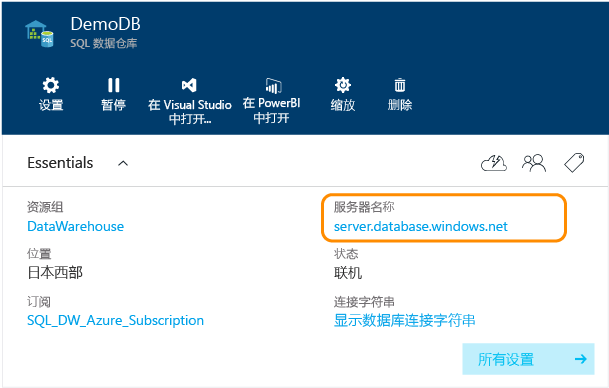 DemoDB
SQL 数据仓库
SQL
设置
暂停
在 Visual Studio
中打开...
在 PowerBI
中打开
缩放
删除
Essentials
资源组
服务器名称
DataWarehouse
server.database.windows.net
位置
状态
日本西部
联机
订阅
连接字符串
SQL_DW_Azure_Subscription
显示数据库连接字符串
所有设置